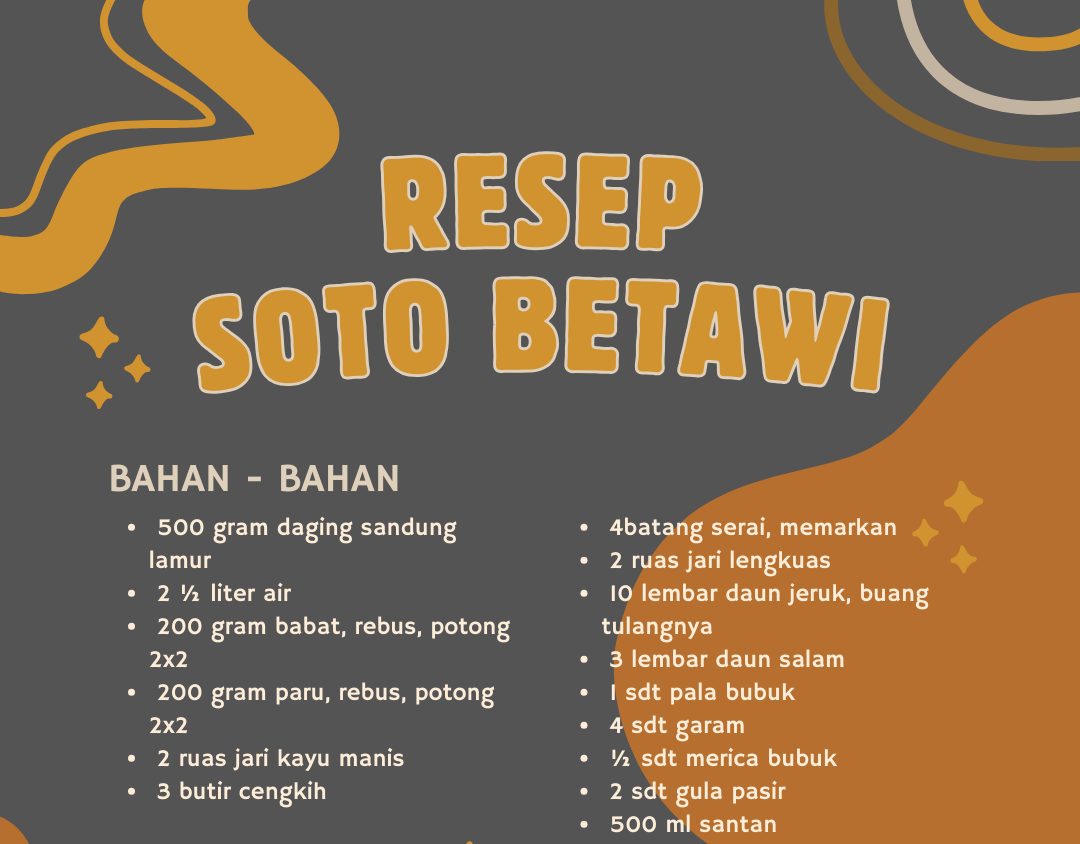 RESEP
SOTO BETAWI
BAHAN - BAHAN
• 500 gram daging sandung
lamur
• 2 ½ liter air
• 200 gram babat, rebus, potong
2x2
• 200 gram paru, rebus, potong
2x2
• 2 ruas jari kayu manis
• 3 butir cengkih
• 4batang serai, memarkan
• 2 ruas jari lengkuas
• 10 lembar daun jeruk, buang
tulangnya
• 3 lembar daun salam
• 1 sdt pala bubuk
• 4 sdt garam
• ½ sdt merica bubuk
• 2 sdt gula pasir
• 500 ml santan